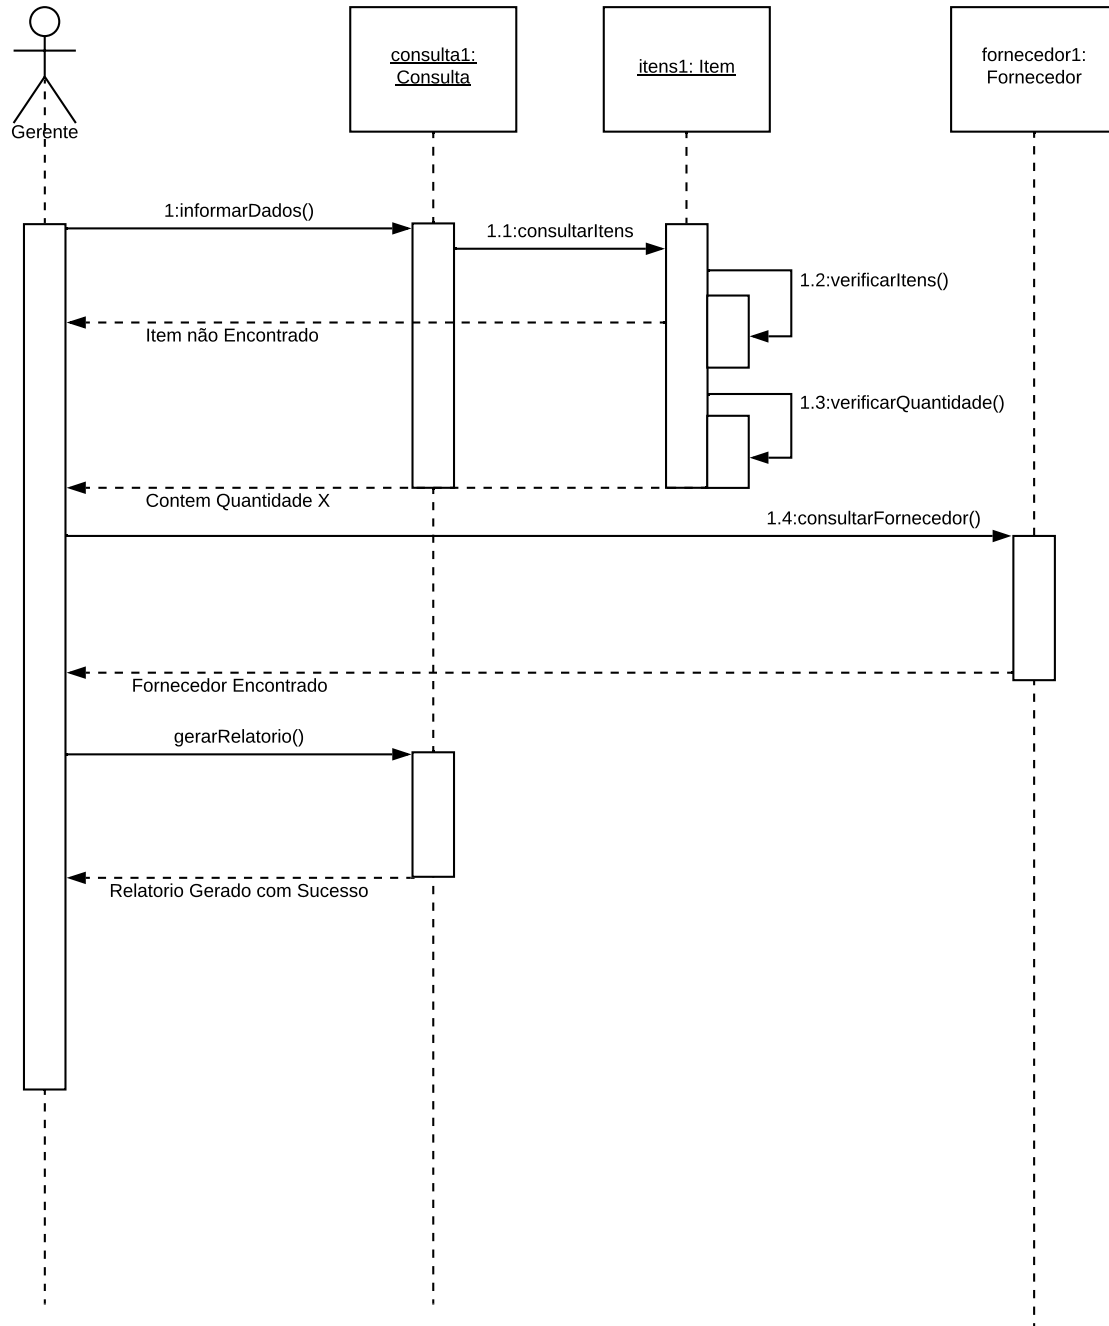 consulta1:
Consulta
itens1: Item
fornecedor1:
Fornecedor
Gerente
1:informarDados()
1.1:consultarItens
1.2:verificarItens()
Item não Encontrado
1.3:verificarQuantidade()
Contem Quantidade X
1.4:consultarFornecedor()
Fornecedor Encontrado
gerarRelatorio()
Relatorio Gerado com Sucesso